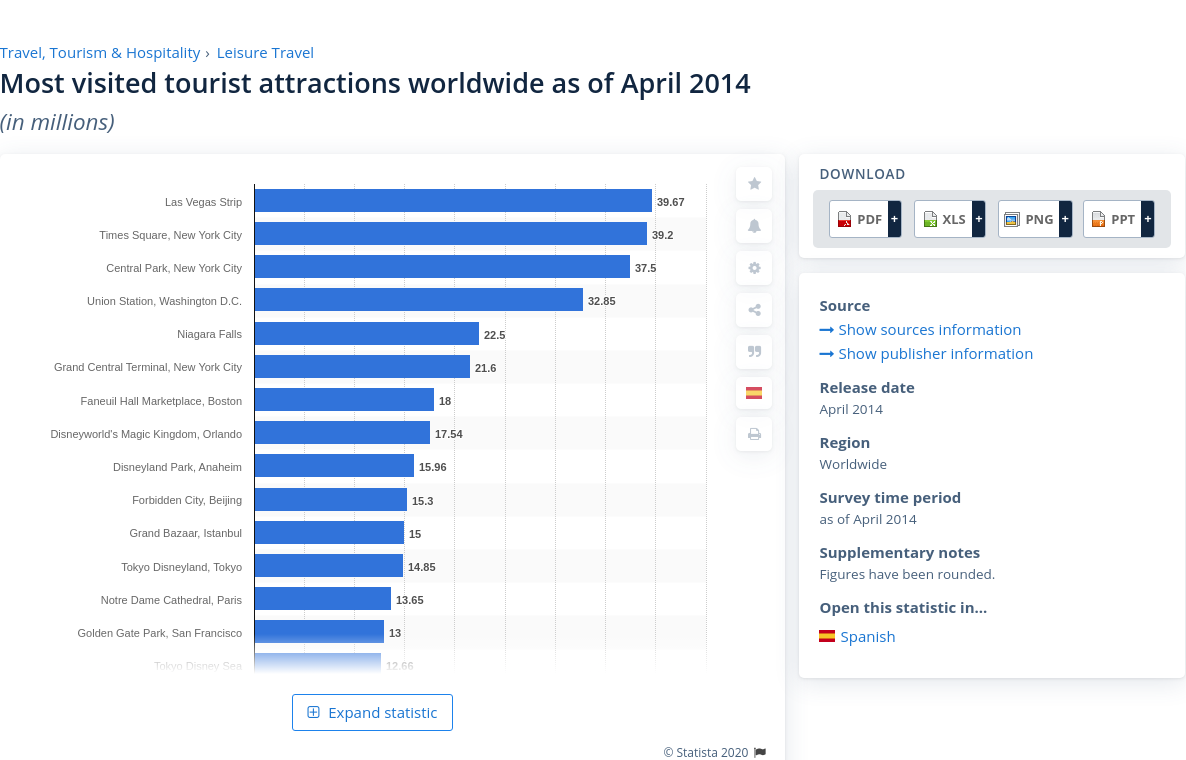 Travel, Tourism & Hospitality › Leisure Travel
Most visited tourist attractions worldwide as of April 2014
(in millions)
Las Vegas Strip 39.67
Times Square, New York City 39.2
Central Park, New York City 37.5
Union Station, Washington D.C. 32.85
Niagara Falls 22.5
Grand Central Terminal, New York City 21.6
Faneuil Hall Marketplace, Boston 18
Disneyworld's Magic Kingdom, Orlando 17.54
Disneyland Park, Anaheim 15.96
Forbidden City, Beijing 15.3
Grand Bazaar, Istanbul 15
Tokyo Disneyland, Tokyo 14.85
Notre Dame Cathedral, Paris 13.65
Golden Gate Park, San Francisco 13
Tokyo Disney Sea 12.66
Expand statistic
© Statista 2020
DOWNLOAD
PDF + XLS + PNG + PPT +
Source
Show sources information
Show publisher information
Release date
April 2014
Region
Worldwide
Survey time period
as of April 2014
Supplementary notes
Figures have been rounded.
Open this statistic in...
Spanish